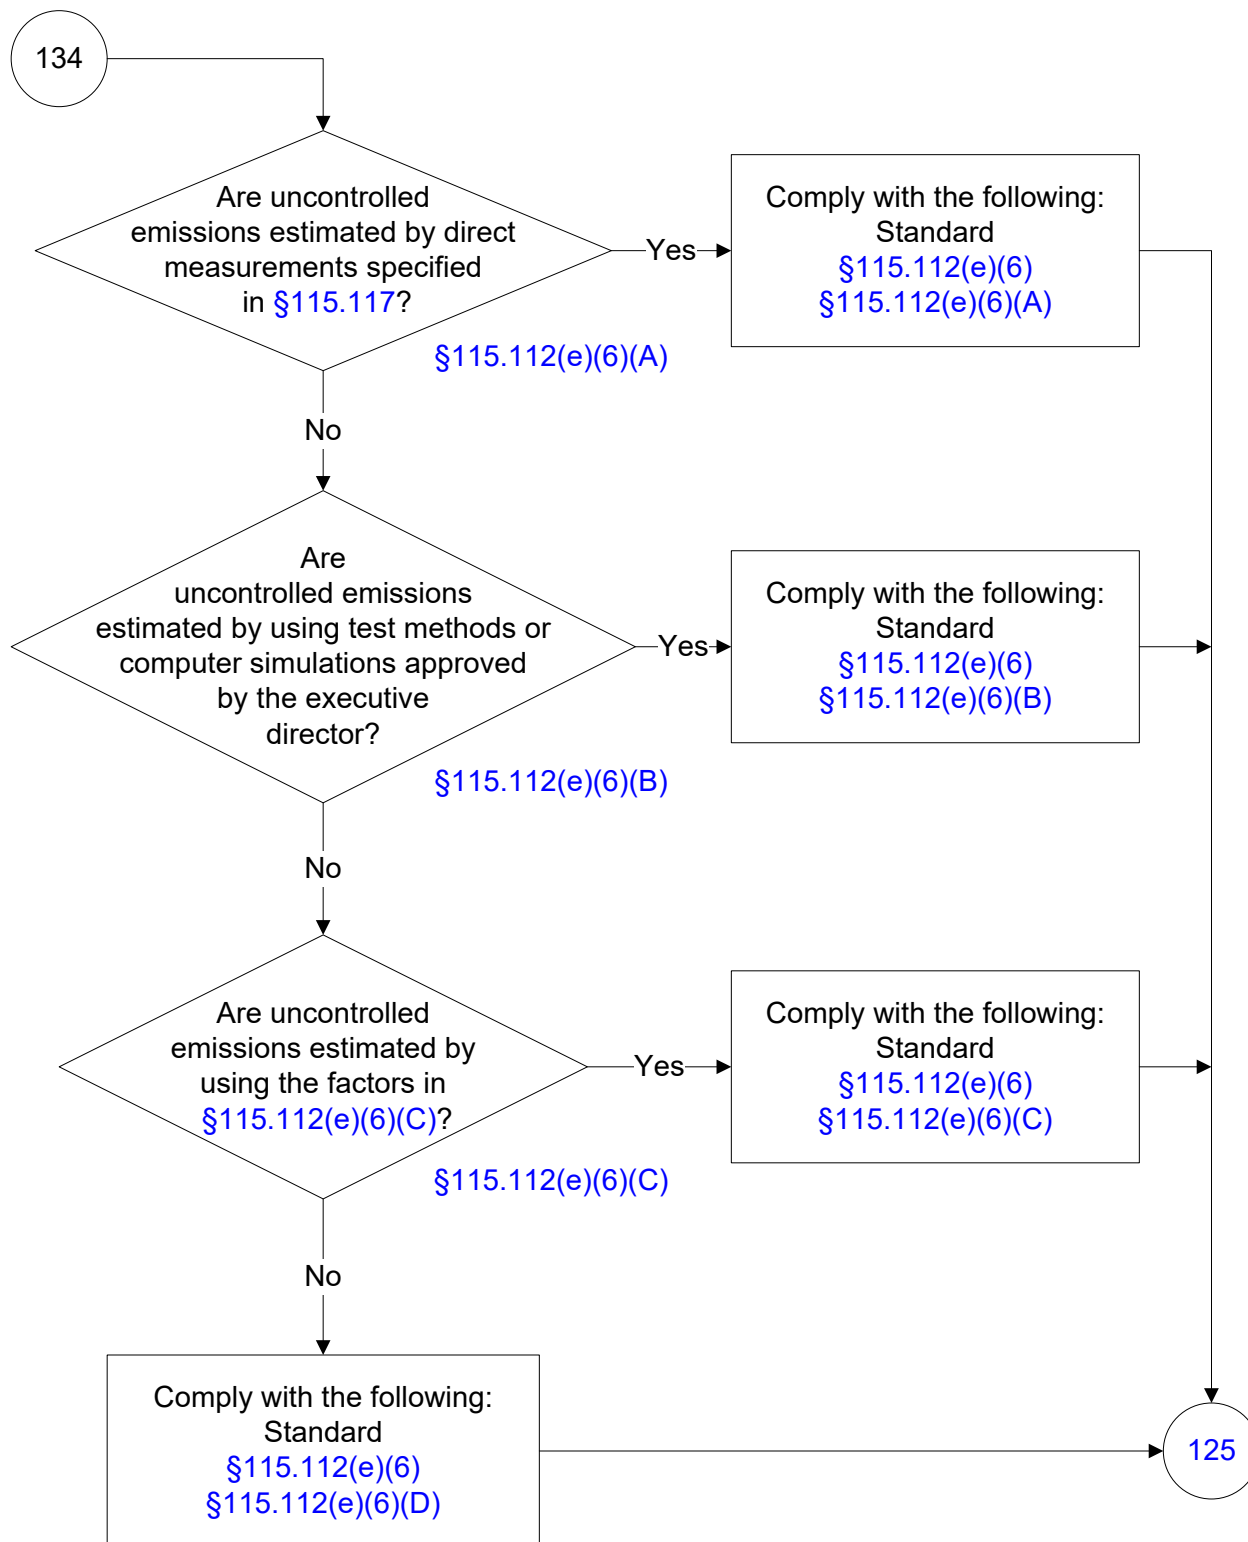 134
Are uncontrolled
emissions estimated by direct
measurements specified
in §115.117?
§115.112(e)(6)(A)
Yes
Comply with the following:
Standard
§115.112(e)(6)
§115.112(e)(6)(A)
No
Are
uncontrolled emissions
estimated by using test methods or
computer simulations approved
by the executive
director?
§115.112(e)(6)(B)
Yes
Comply with the following:
Standard
§115.112(e)(6)
§115.112(e)(6)(B)
No
Are uncontrolled
emissions estimated by
using the factors in
§115.112(e)(6)(C)?
§115.112(e)(6)(C)
Yes
Comply with the following:
Standard
§115.112(e)(6)
§115.112(e)(6)(C)
No
Comply with the following:
Standard
§115.112(e)(6)
§115.112(e)(6)(D)
125